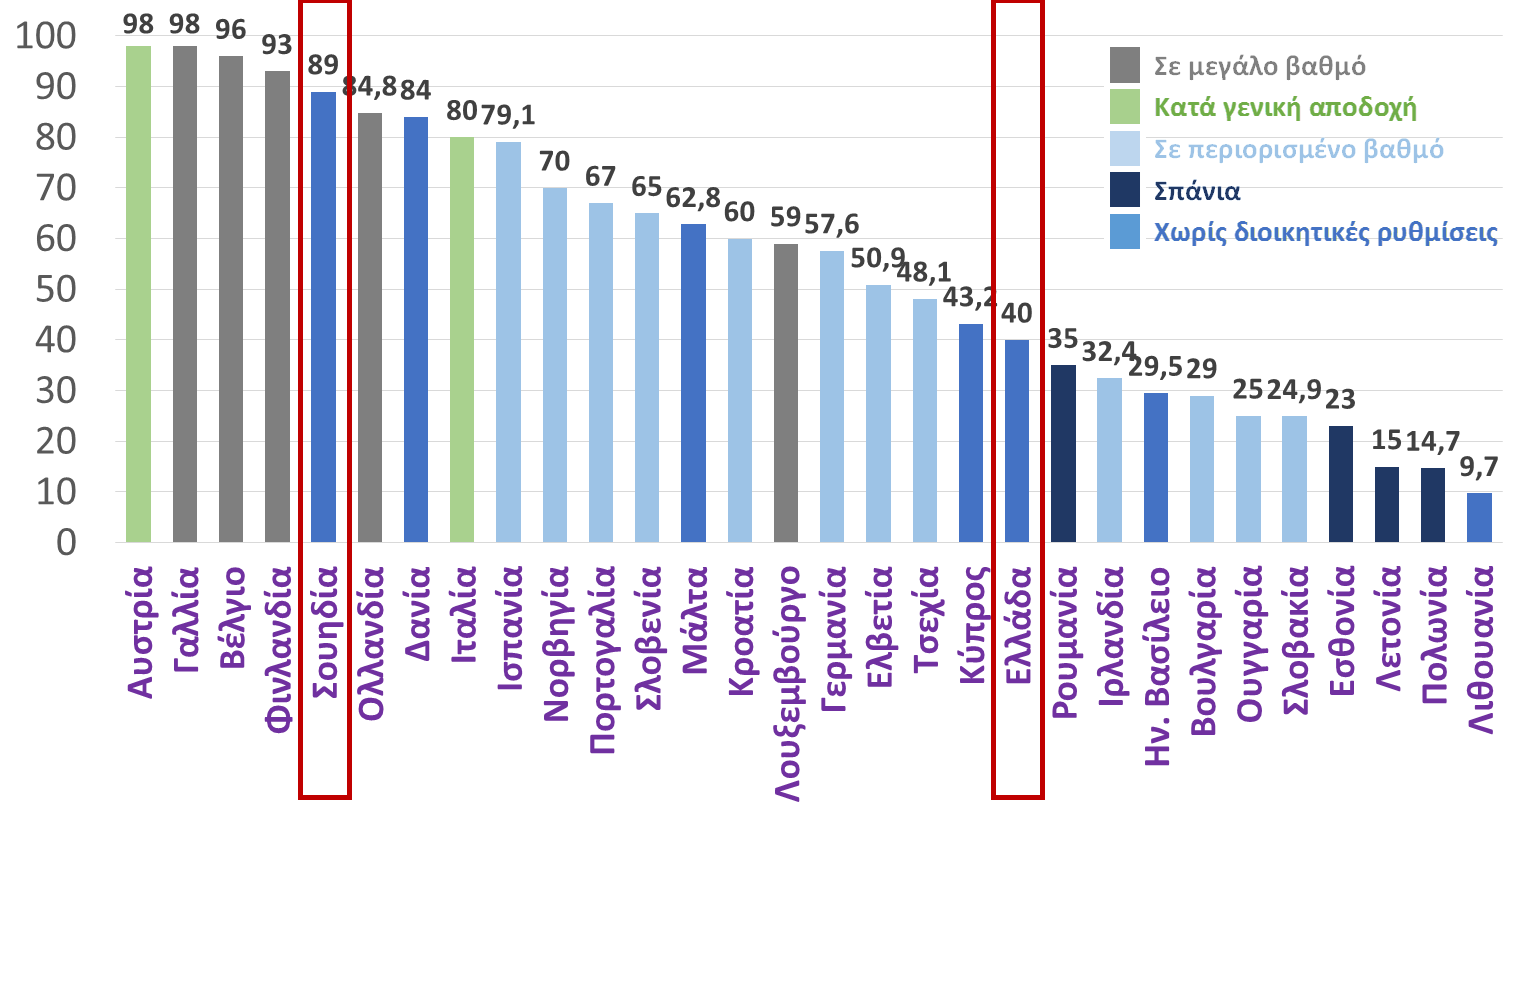 98 98 96 93 89 84,8 84 80 79,1 70 67 65 62,8 60 59 57,6 50,9 48,1 43,2 40 35 32,4 29,5 29 25 24,9 23 15 14,7 9,7
100
90
80
70
60
50
40
30
20
10
0
Σε μεγάλο βαθμό
Κατά γενική αποδοχή
Σε περιορισμένο βαθμό
Σπάνια
Χωρίς διοικητικές ρυθμίσεις
Αυστρία
Γαλλία
Βέλγιο
Φινλανδία
Σουηδία
Ολλανδία
Δανία
Ιταλία
Ισπανία
Νορβηγία
Πορτογαλία
Σλοβενία
Μάλτα
Κροατία
Λουξεμβούργο
Γερμανία
Ελβετία
Τσεχία
Κύπρος
Ελλάδα
Ρουμανία
Ιρλανδία
Ην. Βασίλειο
Βουλγαρία
Ουγγαρία
Σλοβακία
Εσθονία
Λετονία
Πολωνία
Λιθουανία